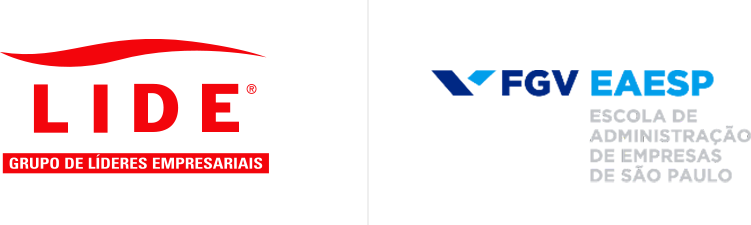 LIDE®
GRUPO DE LÍDERES EMPRESARIAIS
FGV EAESP
ESCOLA DE
ADMINISTRAÇÃO
DE EMPRESAS
DE SÃO PAULO